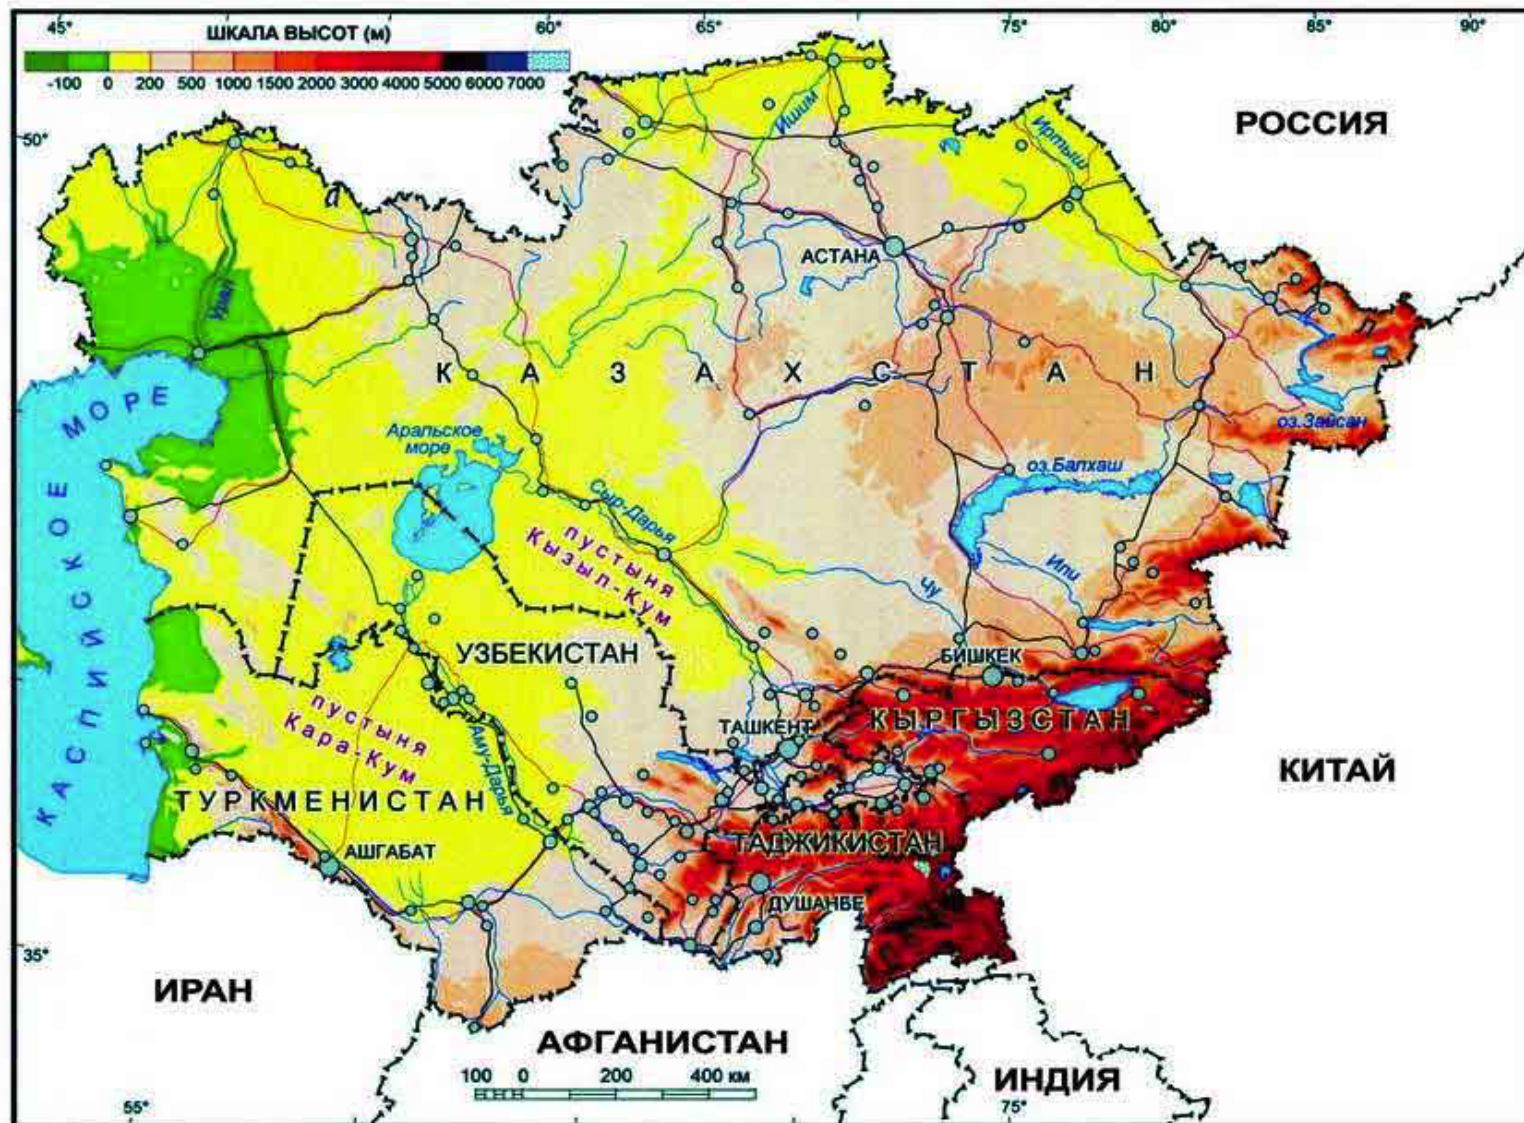 45° 60° 65° 75° 80° 85° 90°
ШКАЛА ВЫСОТ (м)
-100 0 200 500 1000 1500 2000 3000 4000 5000 6000 7000
50°
РОССИЯ
Ишим
Иртыш
а
АСТАНА
Урал
КАЗАХСТАН
КАСПИЙСКОЕ МОРЕ
Аральское
море
оз.Зайсан
оз.Балхаш
Сыр-Дарья
пустыня
Кызыл-Кум
Чу
Или
УЗБЕКИСТАН
БИШКЕК
пустыня
Кара-Кум
ТАШКЕНТ
КЫРГЫЗСТАН
Аму-Дарья
КИТАЙ
ТУРКМЕНИСТАН
ТАДЖИКИСТАН
АШГАБАТ
ДУШАНБЕ
35°
ИРАН
АФГАНИСТАН
ИНДИЯ
100 0 200 400 км
55° 75°